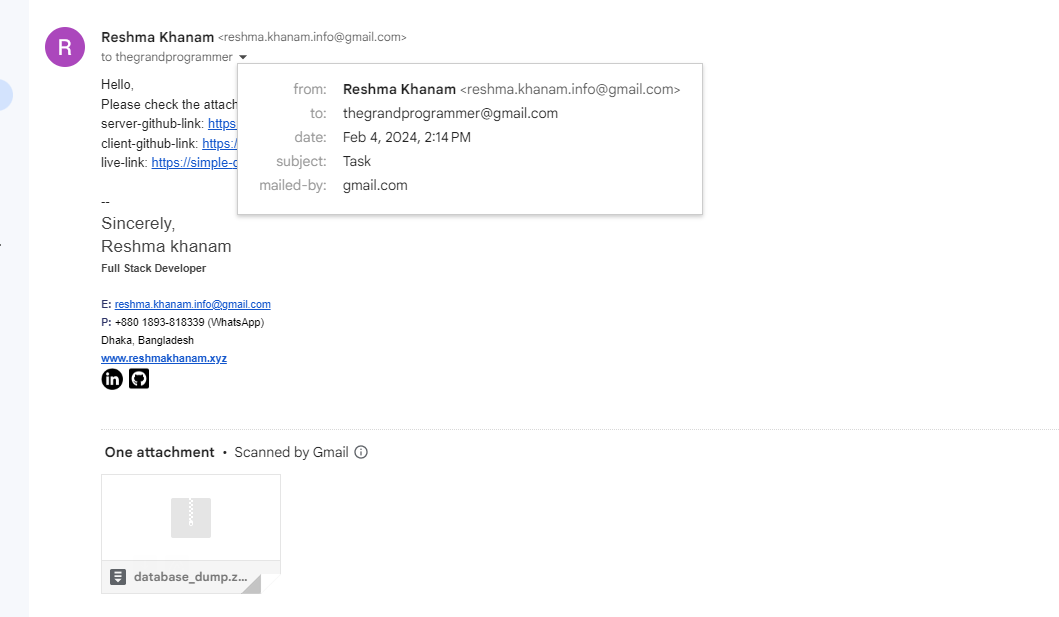 R
Reshma Khanam <reshma.khanam.info@gmail.com>
to thegrandprogrammer
Hello,
Please check the attach
server-github-link: https
client-github-link: https:/
live-link: https://simple-c
from: Reshma Khanam <reshma.khanam.info@gmail.com>
to: thegrandprogrammer@gmail.com
date: Feb 4, 2024, 2:14 PM
subject: Task
mailed-by: gmail.com
--
Sincerely,
Reshma khanam
Full Stack Developer
E: reshma.khanam.info@gmail.com
P: +880 1893-818339 (WhatsApp)
Dhaka, Bangladesh
www.reshmakhanam.xyz
in
One attachment • Scanned by Gmail
database_dump.z...